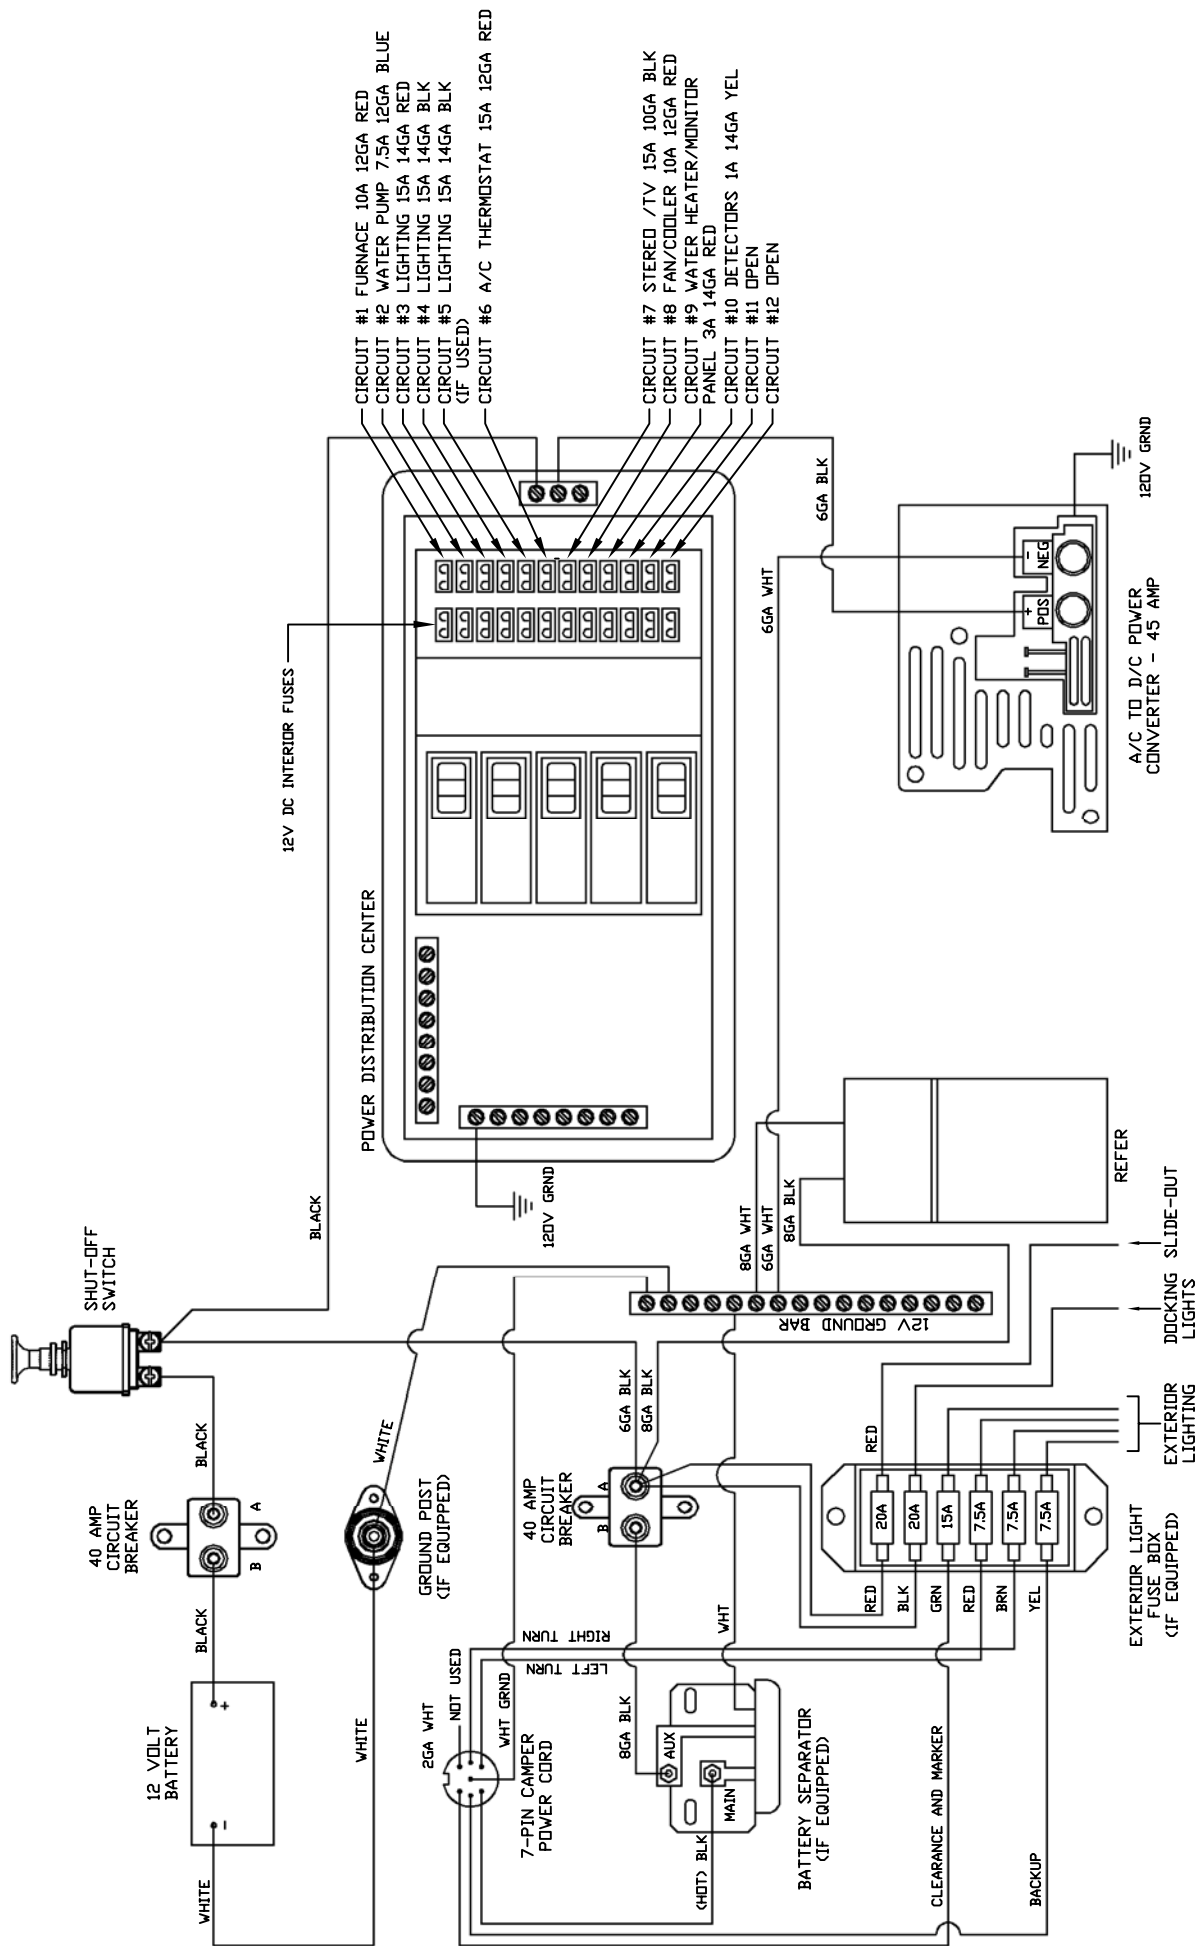 12 VOLT
BATTERY
+
-
WHITE
BLACK
40 AMP
CIRCUIT
BREAKER
A
B
BLACK
SHUT-OFF
SWITCH
BLACK
WHITE
GROUND POST
(IF EQUIPPED)
WHITE
2GA WHT
NOT USED
WHT GRND
7-PIN CAMPER
POWER CORD
LEFT TURN
RIGHT TURN
40 AMP
CIRCUIT
BREAKER
A
B
6GA BLK
8GA BLK
8GA BLK
WHT
AUX
MAIN
(HOT) BLK
BATTERY SEPARATOR
(IF EQUIPPED)
CLEARANCE AND MARKER
BACKUP
RED
BLK
GRN
RED
BRN
YEL
20A
20A
15A
7.5A
7.5A
7.5A
RED
EXTERIOR LIGHT
FUSE BOX
(IF EQUIPPED)
EXTERIOR
LIGHTING
DOCKING
LIGHTS
SLIDE-OUT
12V GROUND BAR
8GA WHT
6GA WHT
8GA BLK
REFER
120V GRND
POWER DISTRIBUTION CENTER
12V DC INTERIOR FUSES
CIRCUIT #1 FURNACE 10A 12GA RED
CIRCUIT #2 WATER PUMP 7.5A 12GA BLUE
CIRCUIT #3 LIGHTING 15A 14GA RED
CIRCUIT #4 LIGHTING 15A 14GA BLK
CIRCUIT #5 LIGHTING 15A 14GA BLK
(IF USED)
CIRCUIT #6 A/C THERMOSTAT 15A 12GA RED
CIRCUIT #7 STEREO /TV 15A 10GA BLK
CIRCUIT #8 FAN/COOLER 10A 12GA RED
CIRCUIT #9 WATER HEATER/MONITOR
PANEL 3A 14GA RED
CIRCUIT #10 DETECTORS 1A 14GA YEL
CIRCUIT #11 OPEN
CIRCUIT #12 OPEN
6GA WHT
6GA BLK
+
POS
-
NEG
120V GRND
A/C TO D/C POWER
CONVERTER - 45 AMP